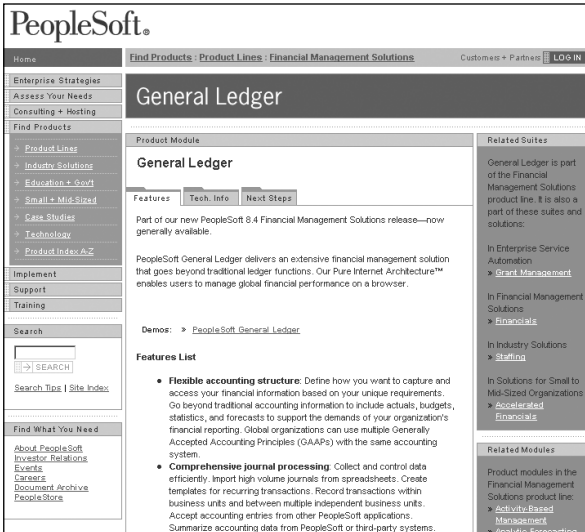 PeopleSoft®
Home
Find Products : Product Lines : Financial Management Solutions
Customers + Partners LOG IN
Enterprise Strategies
Assess Your Needs
Consulting + Hosting
Find Products
→ Product Lines
→ Industry Solutions
→ Education + Gov't
→ Small + Mid-Sized
→ Case Studies
→ Technology
→ Product Index A-Z
Implement
Support
Training
Search
SEARCH
Search Tips | Site Index
Find What You Need
About PeopleSoft
Investor Relations
Events
Careers
Document Archive
PeopleStore
General Ledger
Product Module
General Ledger
Features
Tech. Info
Next Steps
Part of our new PeopleSoft 8.4 Financial Management Solutions release—now
generally available.
PeopleSoft General Ledger delivers an extensive financial management solution
that goes beyond traditional ledger functions. Our Pure Internet Architecture™
enables users to manage global financial performance on a browser.
Demos: » PeopleSoft General Ledger
Features List
• Flexible accounting structure: Define how you want to capture and
access your financial information based on your unique requirements.
Go beyond traditional accounting information to include actuals, budgets,
statistics, and forecasts to support the demands of your organization's
financial reporting. Global organizations can use multiple Generally
Accepted Accounting Principles (GAAPs) with the same accounting
system.
• Comprehensive journal processing: Collect and control data
efficiently. Import high volume journals from spreadsheets. Create
templates for recurring transactions. Record transactions within
business units and between multiple independent business units.
Accept accounting entries from other PeopleSoft applications.
Summarize accounting data from PeopleSoft or third-party systems.
Related Suites
General Ledger is part
of the Financial
Management Solutions
product line. It is also a
part of these suites and
solutions:
In Enterprise Service
Automation
» Grant Management
In Financial Management
Solutions
» Financials
In Industry Solutions
» Staffing
In Solutions for Small to
Mid-Sized Organizations
» Accelerated
Financials
Related Modules
Product modules in the
Financial Management
Solutions product line:
» Activity-Based
Management
» Analytic Forecasting